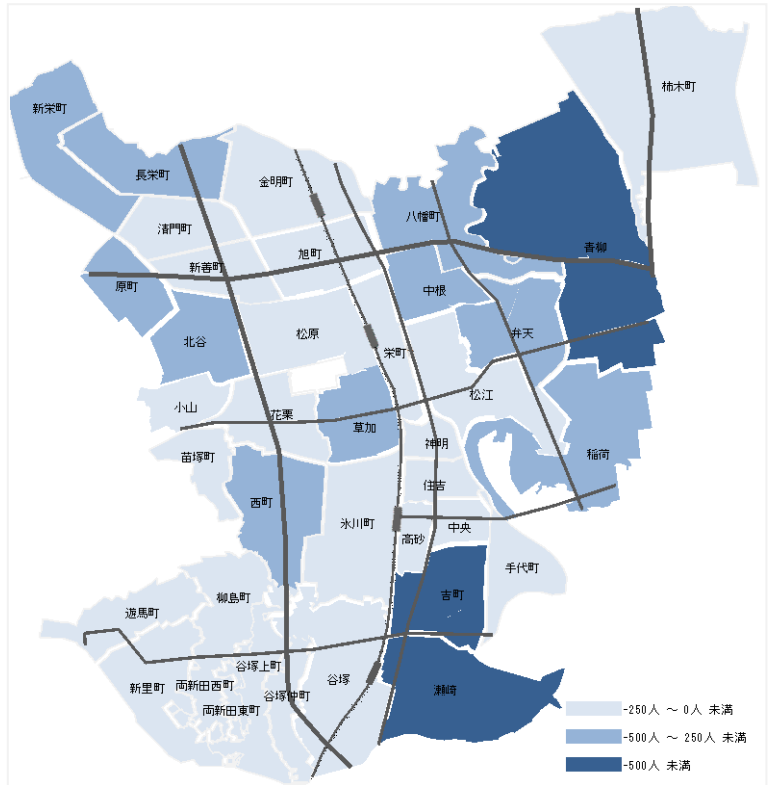 柿木町
新栄町
長栄町
金明町
八幡町
清門町
青柳
旭町
新善町
原町
中根
北谷
松原
弁天
栄町
松江
小山
花栗
草加
神明
苗塚町
稲荷
住吉
西町
氷川町
中央
高砂
手代町
吉町
柳島町
遊馬町
谷塚上町
谷塚
新里町
両新田西町
谷塚仲町
瀬崎
両新田東町
-250人 ～ 0人 未満
-500人 ～ 250人 未満
-500人 未満